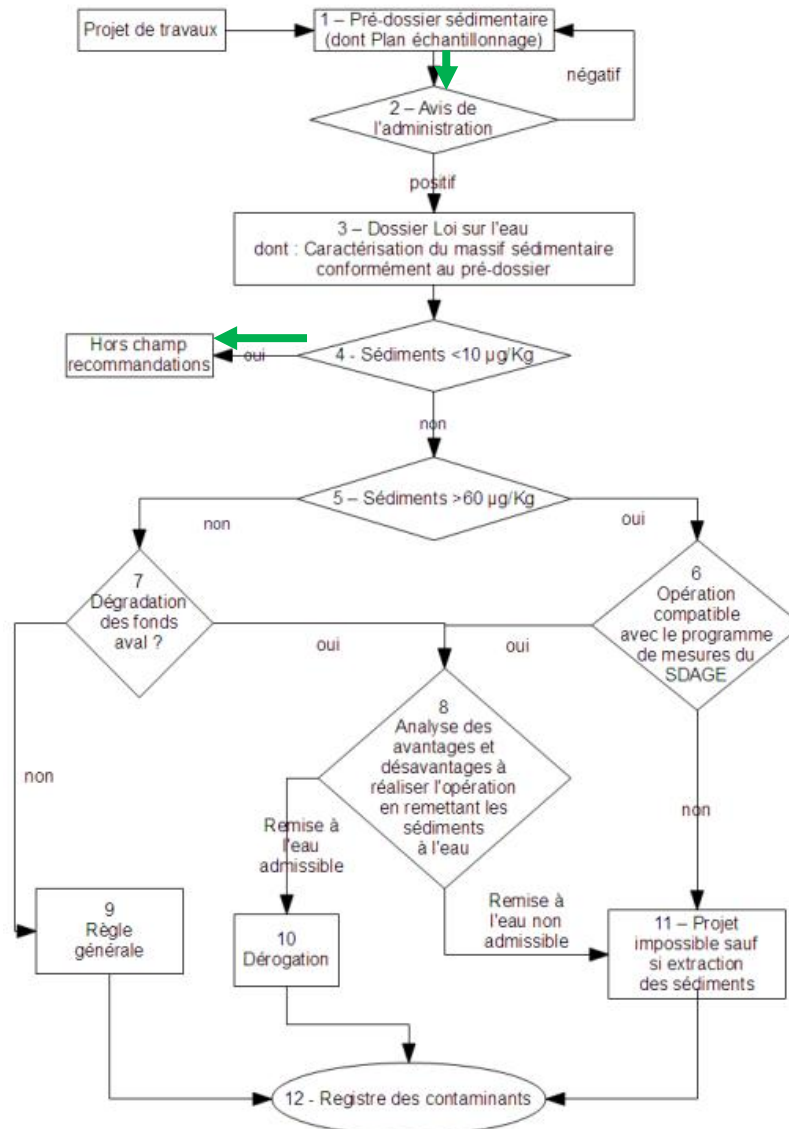 Projet de travaux
1 – Pré-dossier sédimentaire
(dont Plan échantillonnage)
négatif
2 – Avis de
l'administration
positif
3 – Dossier Loi sur l'eau
dont : Caractérisation du massif sédimentaire
conformément au pré-dossier
Hors champ
recommandations
oui
4 - Sédiments <10 µg/Kg
non
5 – Sédiments >60 µg/Kg
non
oui
7
Dégradation
des fonds
aval ?
6
Opération
compatible
avec le programme
de mesures du
SDAGE
non
oui
oui
8
Analyse des
avantages et
désavantages à
réaliser l'opération
en remettant les
sédiments
à l'eau
non
Remise à
l'eau
admissible
Remise à
l'eau non
admissible
9
Règle
générale
10
Dérogation
11 – Projet
impossible sauf
si extraction
des sédiments
12 - Registre des contaminants